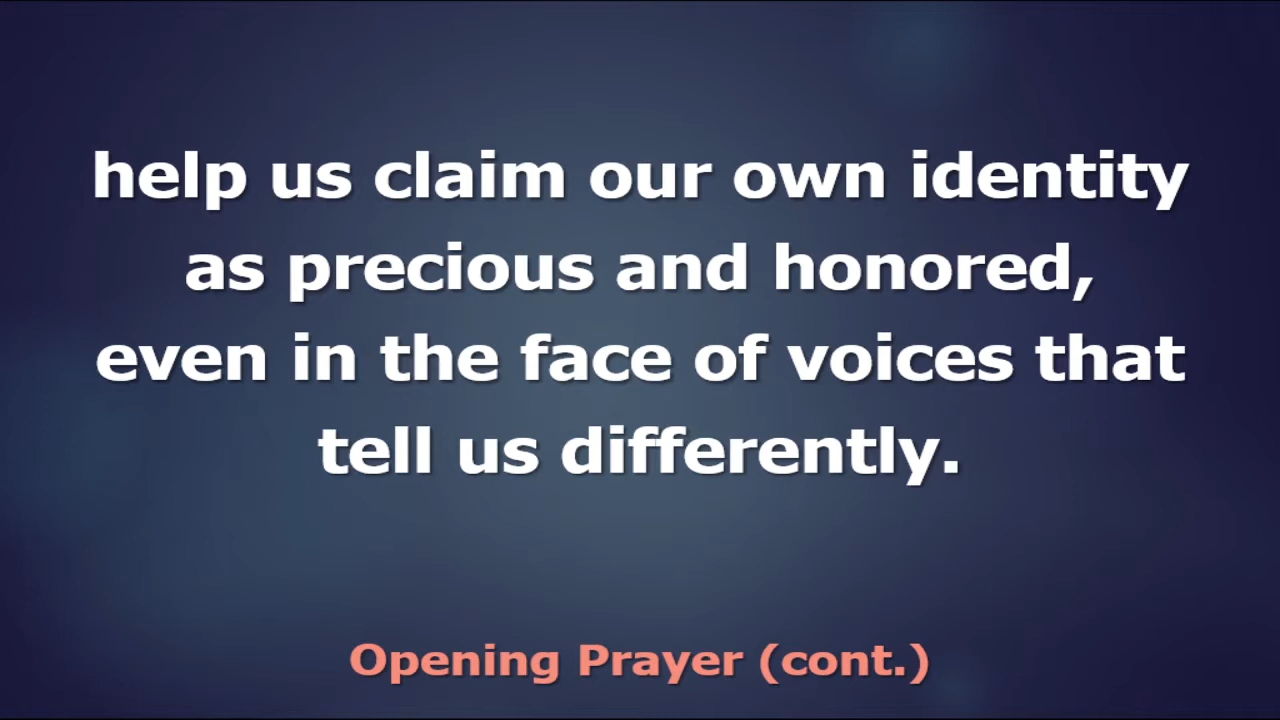 help us claim our own identity
as precious and honored,
even in the face of voices that
tell us differently.
Opening Prayer (cont.)